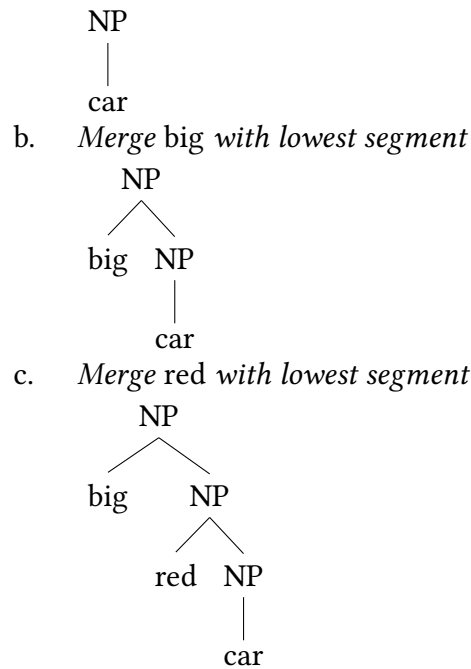 NP
car
b. Merge big with lowest segment
NP
big NP
car
c. Merge red with lowest segment
NP
big NP
red NP
car